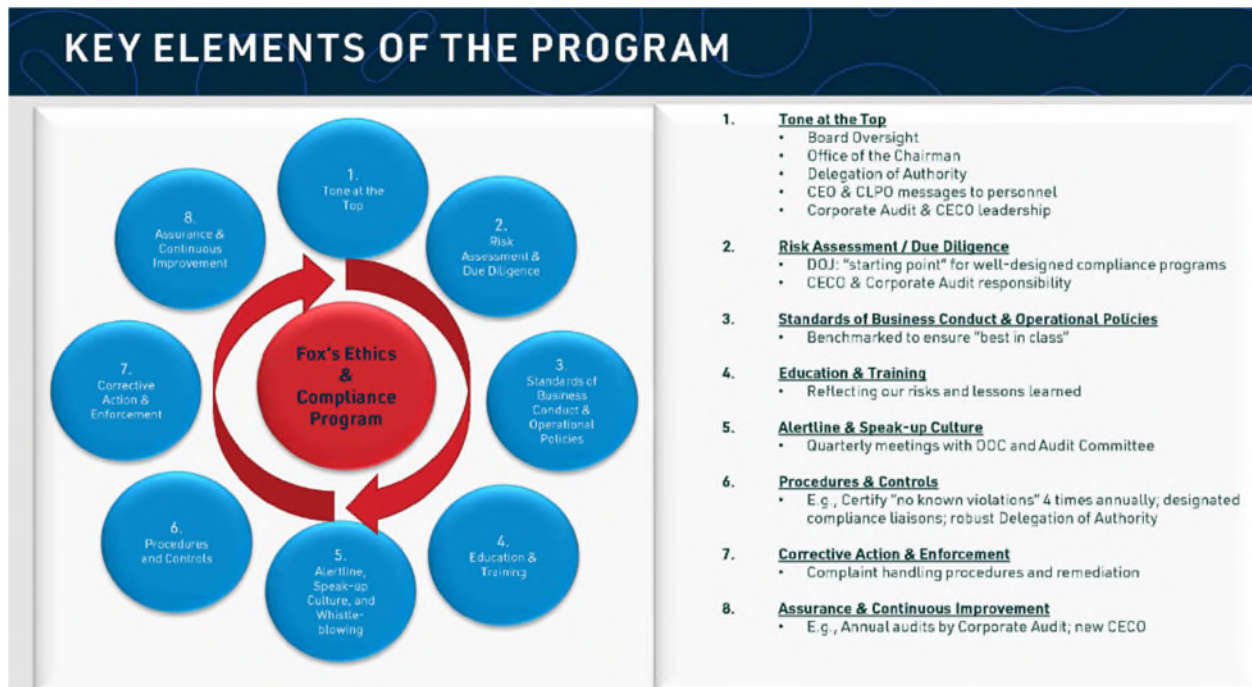 KEY ELEMENTS OF THE PROGRAM
1.
Tone at the
Top
2.
Risk
Assessment &
Due Diligence
3.
Standards of
Business
Conduct &
Operational
Policies
4.
Education &
Training
5.
Alertline,
Speak-up
Culture, and
Whistle-
blowing
6.
Procedures
and Controls
7.
Corrective
Action &
Enforcement
8.
Assurance &
Continuous
Improvement
Fox's Ethics
&
Compliance
Program
1. Tone at the Top
• Board Oversight
• Office of the Chairman
• Delegation of Authority
• CEO & CLPO messages to personnel
• Corporate Audit & CECO leadership
2. Risk Assessment / Due Diligence
• DOJ: "starting point" for well-designed compliance programs
• CECO & Corporate Audit responsibility
3. Standards of Business Conduct & Operational Policies
• Benchmarked to ensure "best in class"
4. Education & Training
• Reflecting our risks and lessons learned
5. Alertline & Speak-up Culture
• Quarterly meetings with OOC and Audit Committee
6. Procedures & Controls
• E.g., Certify "no known violations" 4 times annually; designated
compliance liaisons; robust Delegation of Authority
7. Corrective Action & Enforcement
• Complaint handling procedures and remediation
8. Assurance & Continuous Improvement
• E.g., Annual audits by Corporate Audit; new CECO